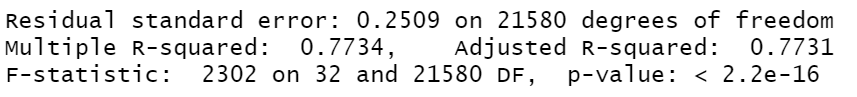 Residual standard error: 0.2509 on 21580 degrees of freedom
Multiple R-squared:  0.7734,    Adjusted R-squared:  0.7731
F-statistic:  2302 on 32 and 21580 DF,  p-value: < 2.2e-16